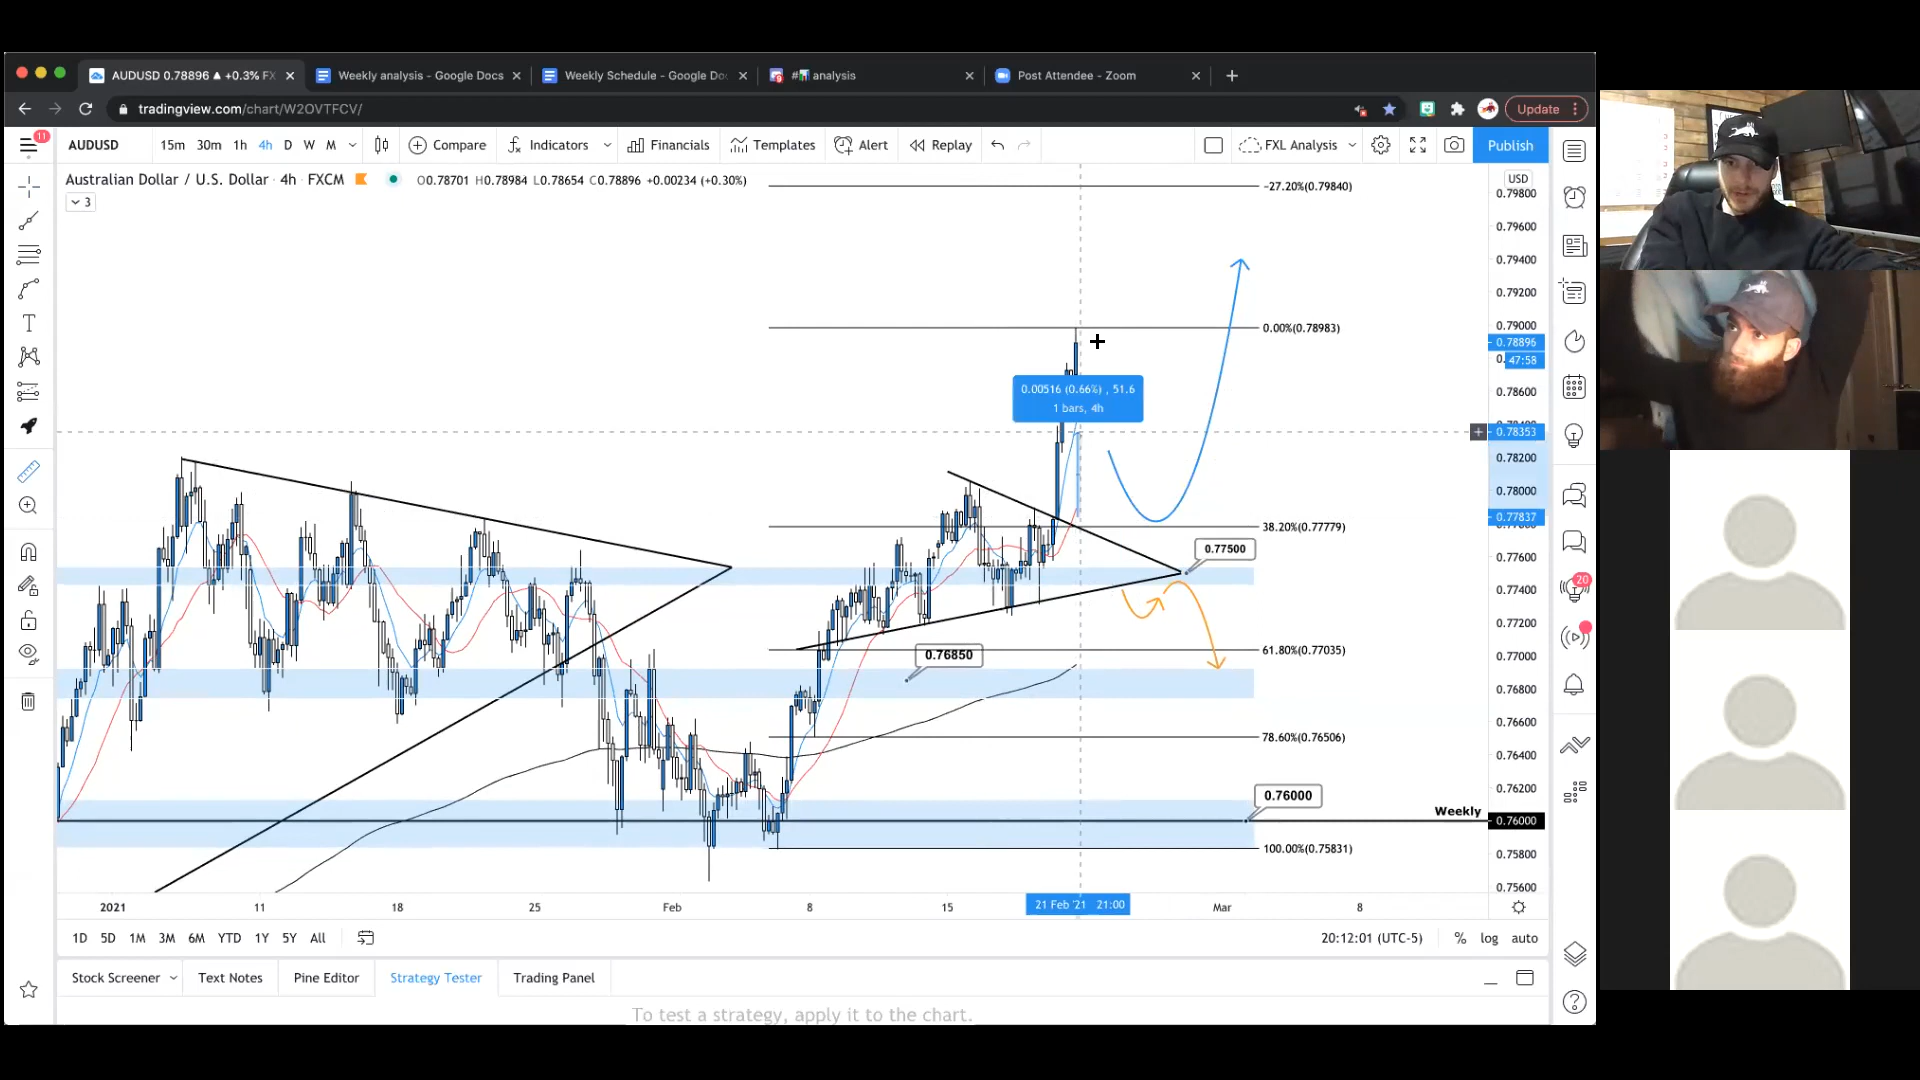 AUDUSD 0.78896 ▲ +0.3% FX
Weekly analysis - Google Docs
Weekly Schedule - Google Do
analysis
Post Attendee - Zoom
tradingview.com/chart/W2OVTFCV/
Update
11
AUDUSD 15m 30m 1h 4h D W M Compare Indicators Financials Templates Alert Replay FXL Analysis Publish
Australian Dollar / U.S. Dollar · 4h · FXCM O0.78701 H0.78984 L0.78654 C0.78896 +0.00234 (+0.30%)
3
USD
0.79800
0.79600
0.79400
0.79200
0.79000
0.78896
47:58
0.78600
0.78353
0.78200
0.78000
0.77837
0.77600
0.77400
0.77200
0.77000
0.76800
0.76600
0.76400
0.76200
0.76000
0.75800
0.75600
-27.20%(0.79840)
0.00%(0.78983)
0.00516 (0.66%) , 51.6
1 bars, 4h
38.20%(0.77779)
0.77500
61.80%(0.77035)
0.76850
78.60%(0.76506)
0.76000
Weekly
100.00%(0.75831)
20
2021 11 18 25 Feb 8 15 21 Feb '21 21:00 Mar 8
1D 5D 1M 3M 6M YTD 1Y 5Y All 20:12:01 (UTC-5) % log auto
Stock Screener Text Notes Pine Editor Strategy Tester Trading Panel
To test a strategy, apply it to the chart.